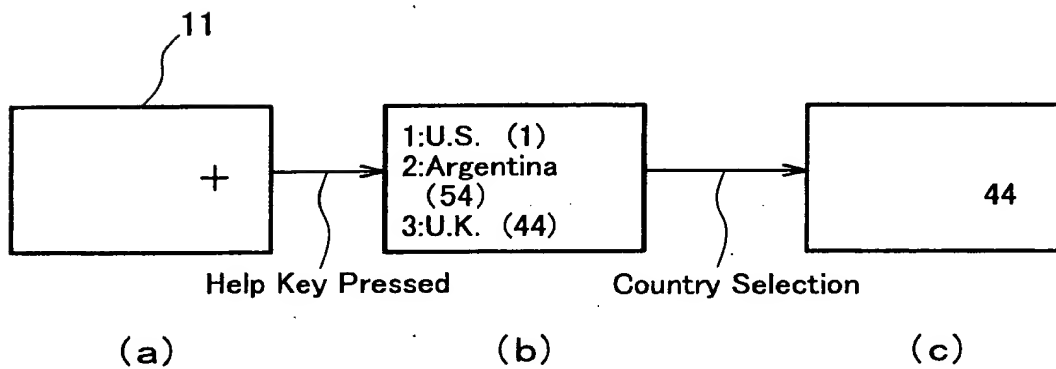 11
+
1:U.S. (1)
2:Argentina
(54)
3:U.K. (44)
44
Help Key Pressed
Country Selection
(a)
(b)
(c)